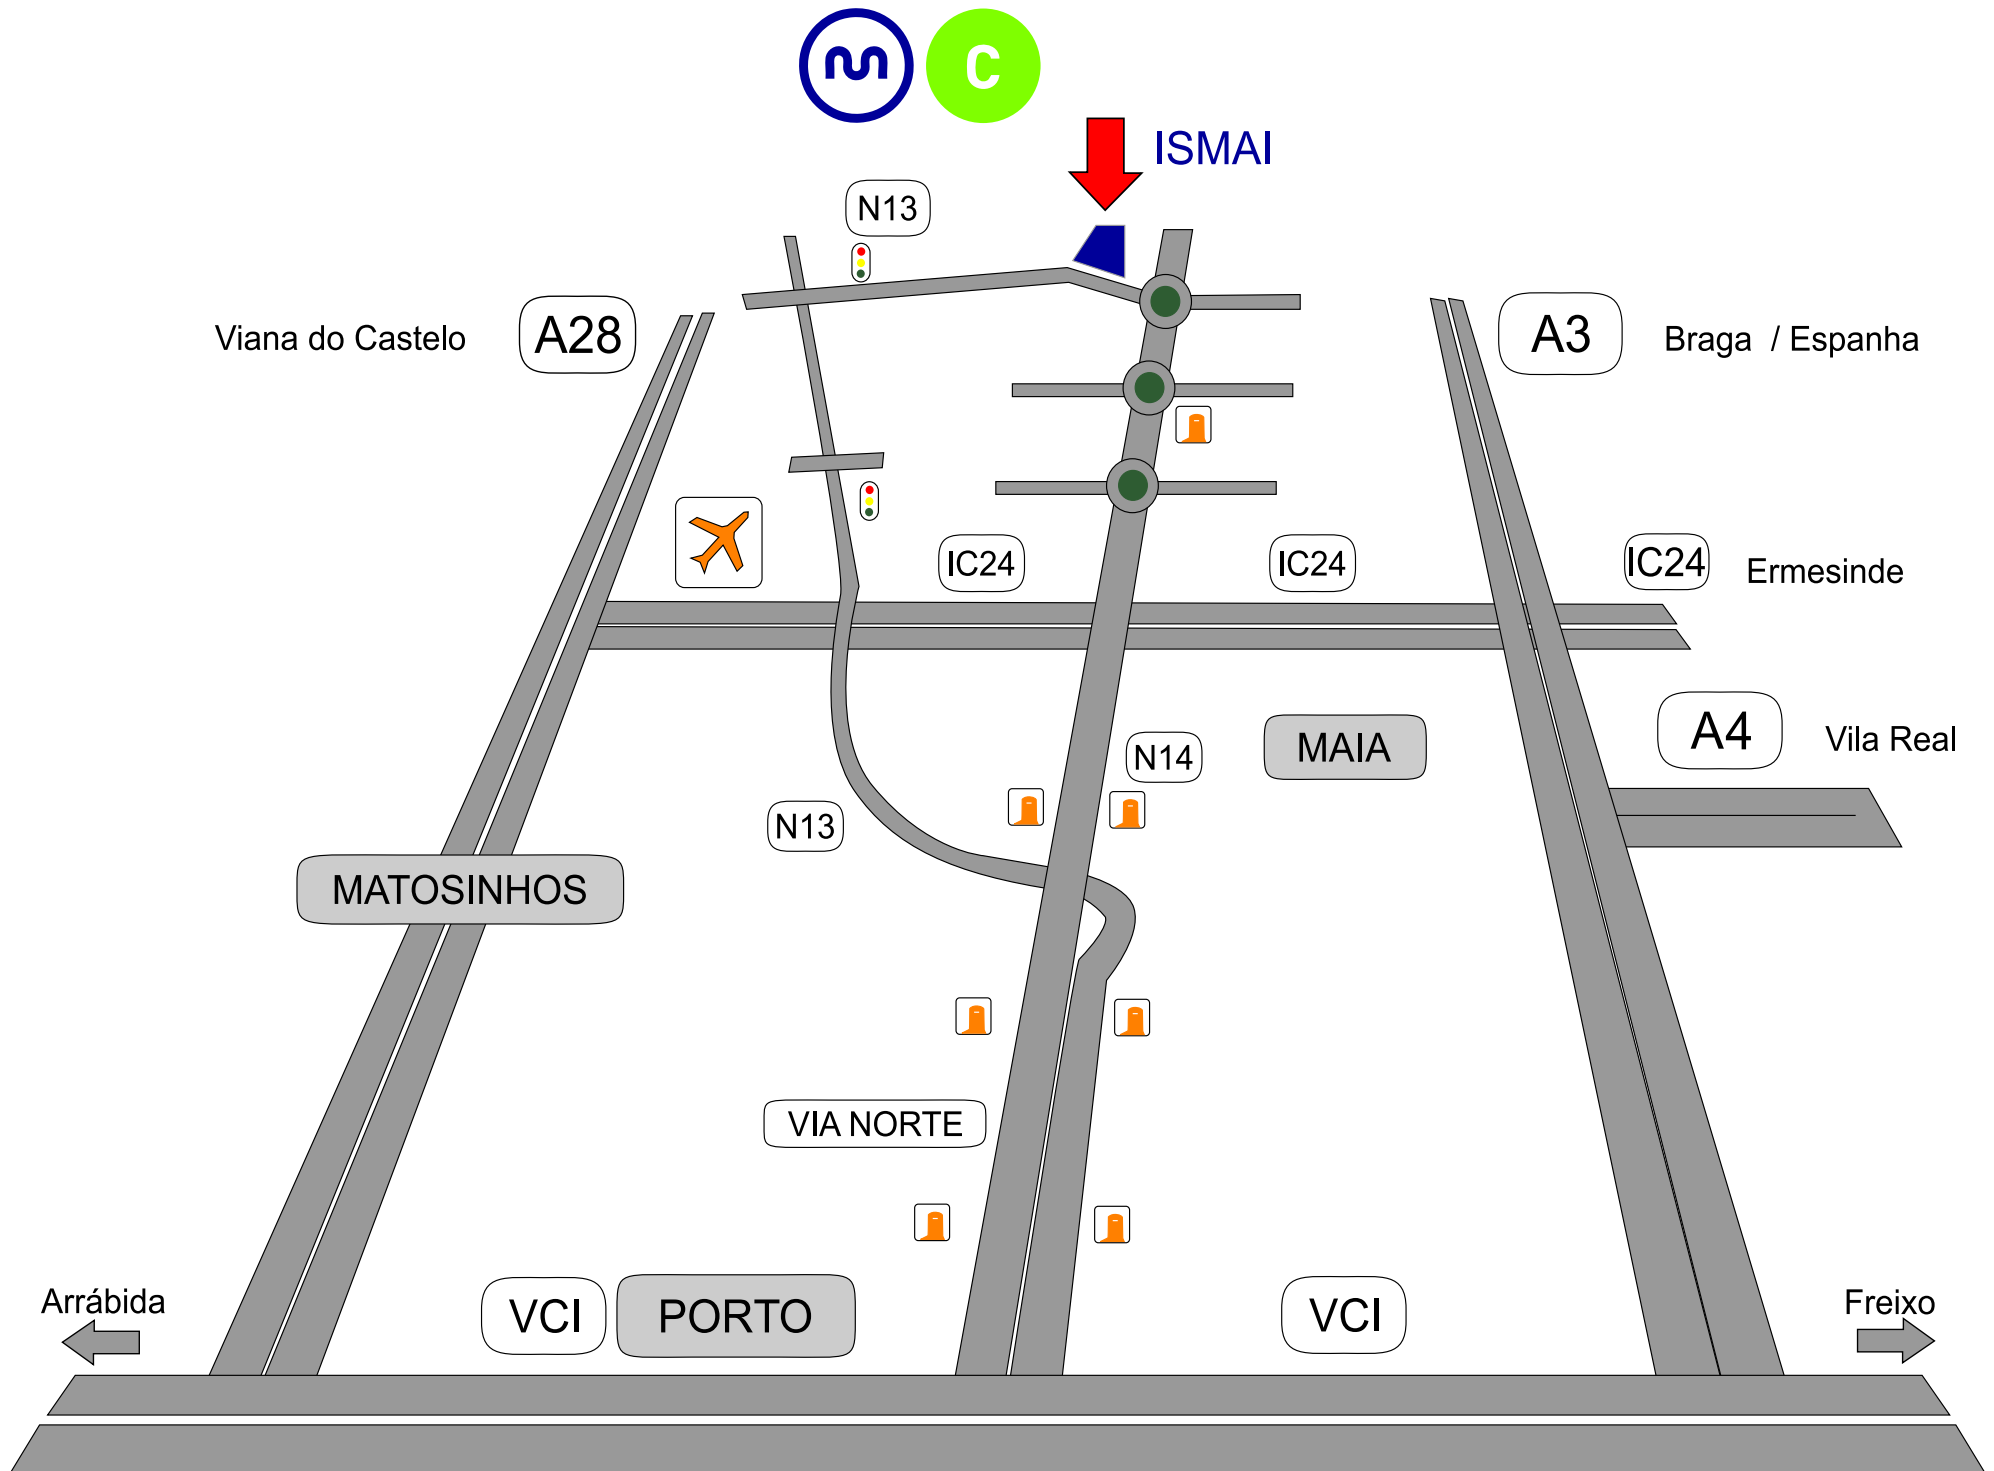 C
ISMAI
N13
Viana do Castelo
A28
A3
Braga / Espanha
IC24
IC24
IC24
Ermesinde
A4
Vila Real
MAIA
N14
N13
MATOSINHOS
VIA NORTE
Arrábida
VCI
PORTO
VCI
Freixo